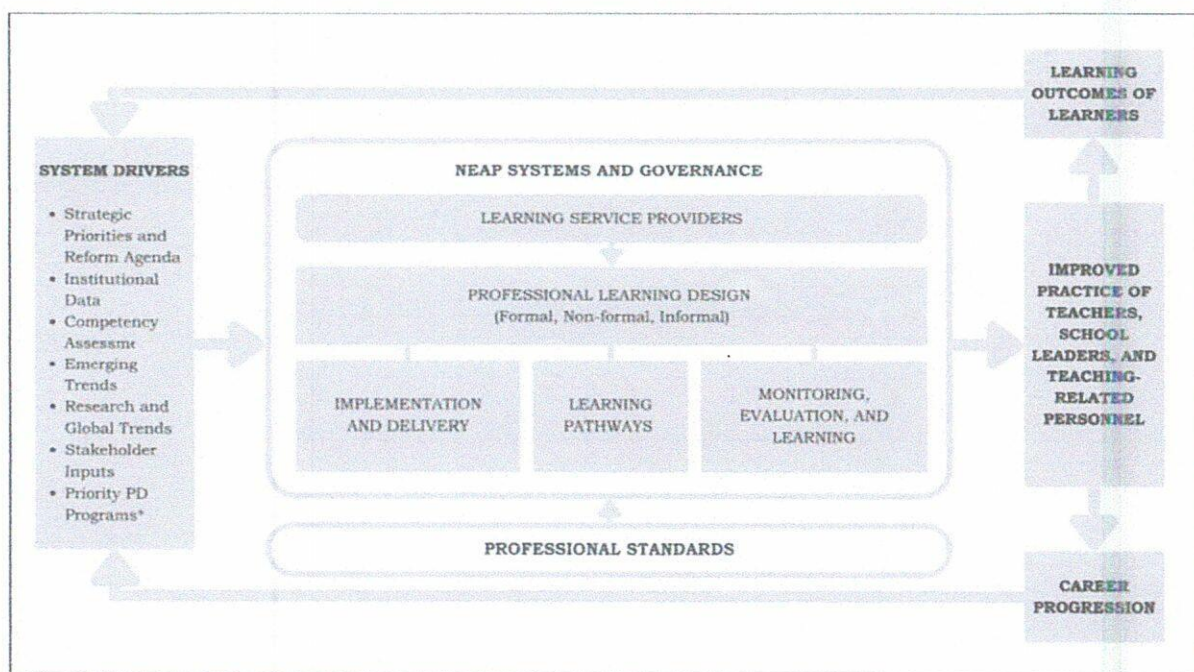 LEARNING
OUTCOMES OF
LEARNERS
SYSTEM DRIVERS
• Strategic
Priorities and
Reform Agenda
• Institutional
Data
• Competency
Assessme
• Emerging
Trends
• Research and
Global Trends
• Stakeholder
Inputs
• Priority PD
Programs*
NEAP SYSTEMS AND GOVERNANCE
LEARNING SERVICE PROVIDERS
PROFESSIONAL LEARNING DESIGN
(Formal, Non-formal, Informal)
IMPLEMENTATION
AND DELIVERY
LEARNING
PATHWAYS
MONITORING,
EVALUATION, AND
LEARNING
PROFESSIONAL STANDARDS
IMPROVED
PRACTICE OF
TEACHERS,
SCHOOL
LEADERS, AND
TEACHING-
RELATED
PERSONNEL
CAREER
PROGRESSION